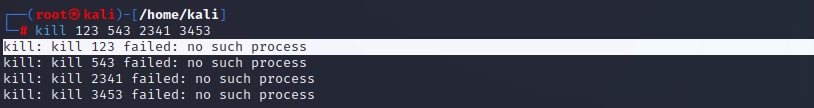 ┌──(root㉿kali)-[/home/kali]
└─# kill 123 543 2341 3453
kill: kill 123 failed: no such process
kill: kill 543 failed: no such process
kill: kill 2341 failed: no such process
kill: kill 3453 failed: no such process